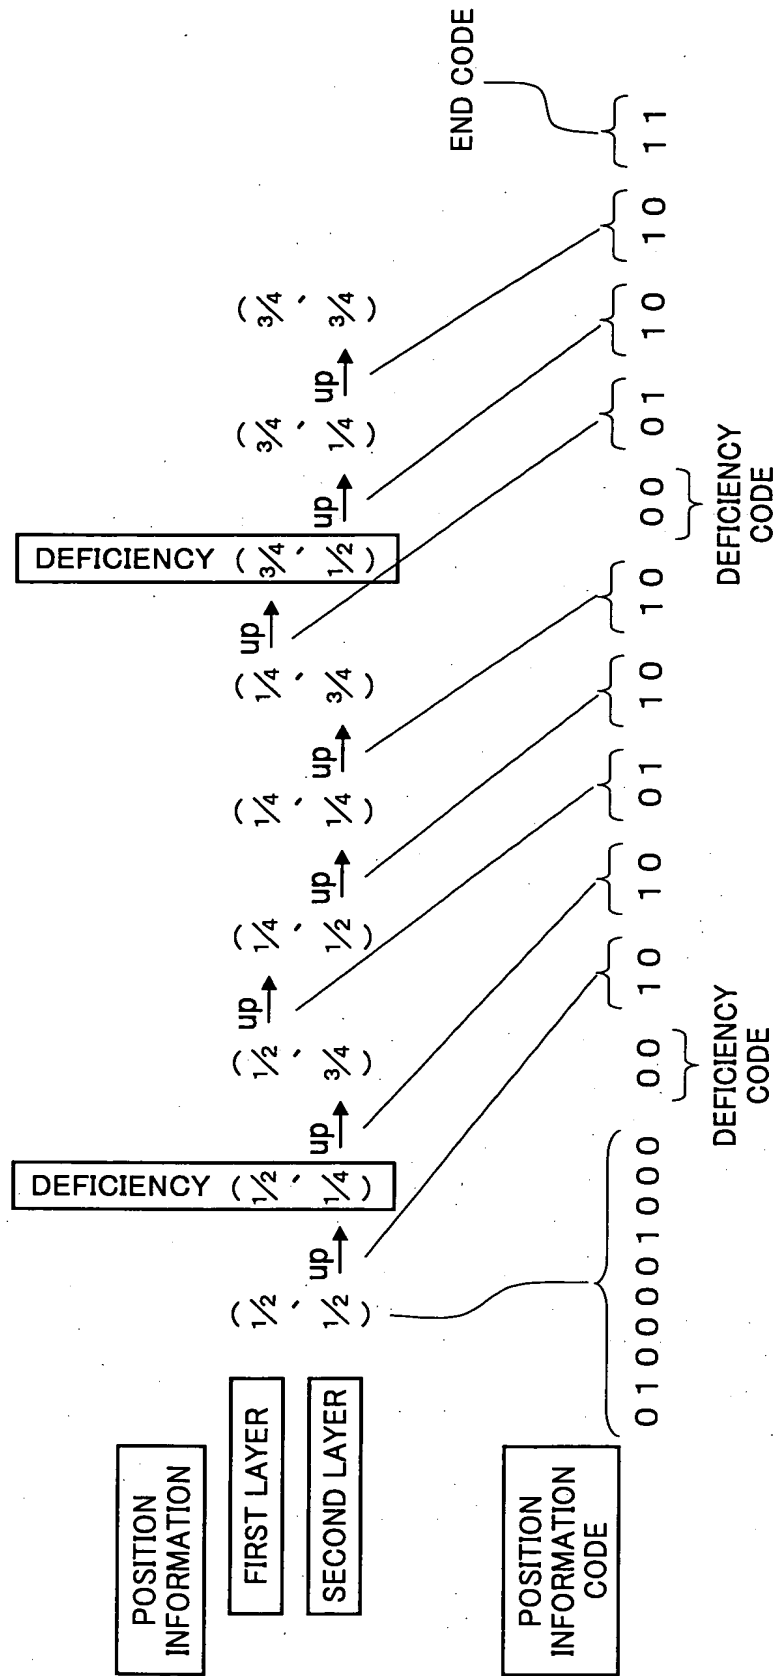 POSITION
INFORMATION
DEFICIENCY
DEFICIENCY
FIRST LAYER
(½, (½, (½, up (¼, (¼, (¼, up (¾, (¾, (¾,
SECOND LAYER
½) up ¼) up ¾) ½) up ¼) up ¾) ½) up ¼) up ¾)
END CODE
POSITION
INFORMATION
CODE
0100001000 00 10 10 01 10 10 00 01 10 10 11
DEFICIENCY
CODE
DEFICIENCY
CODE